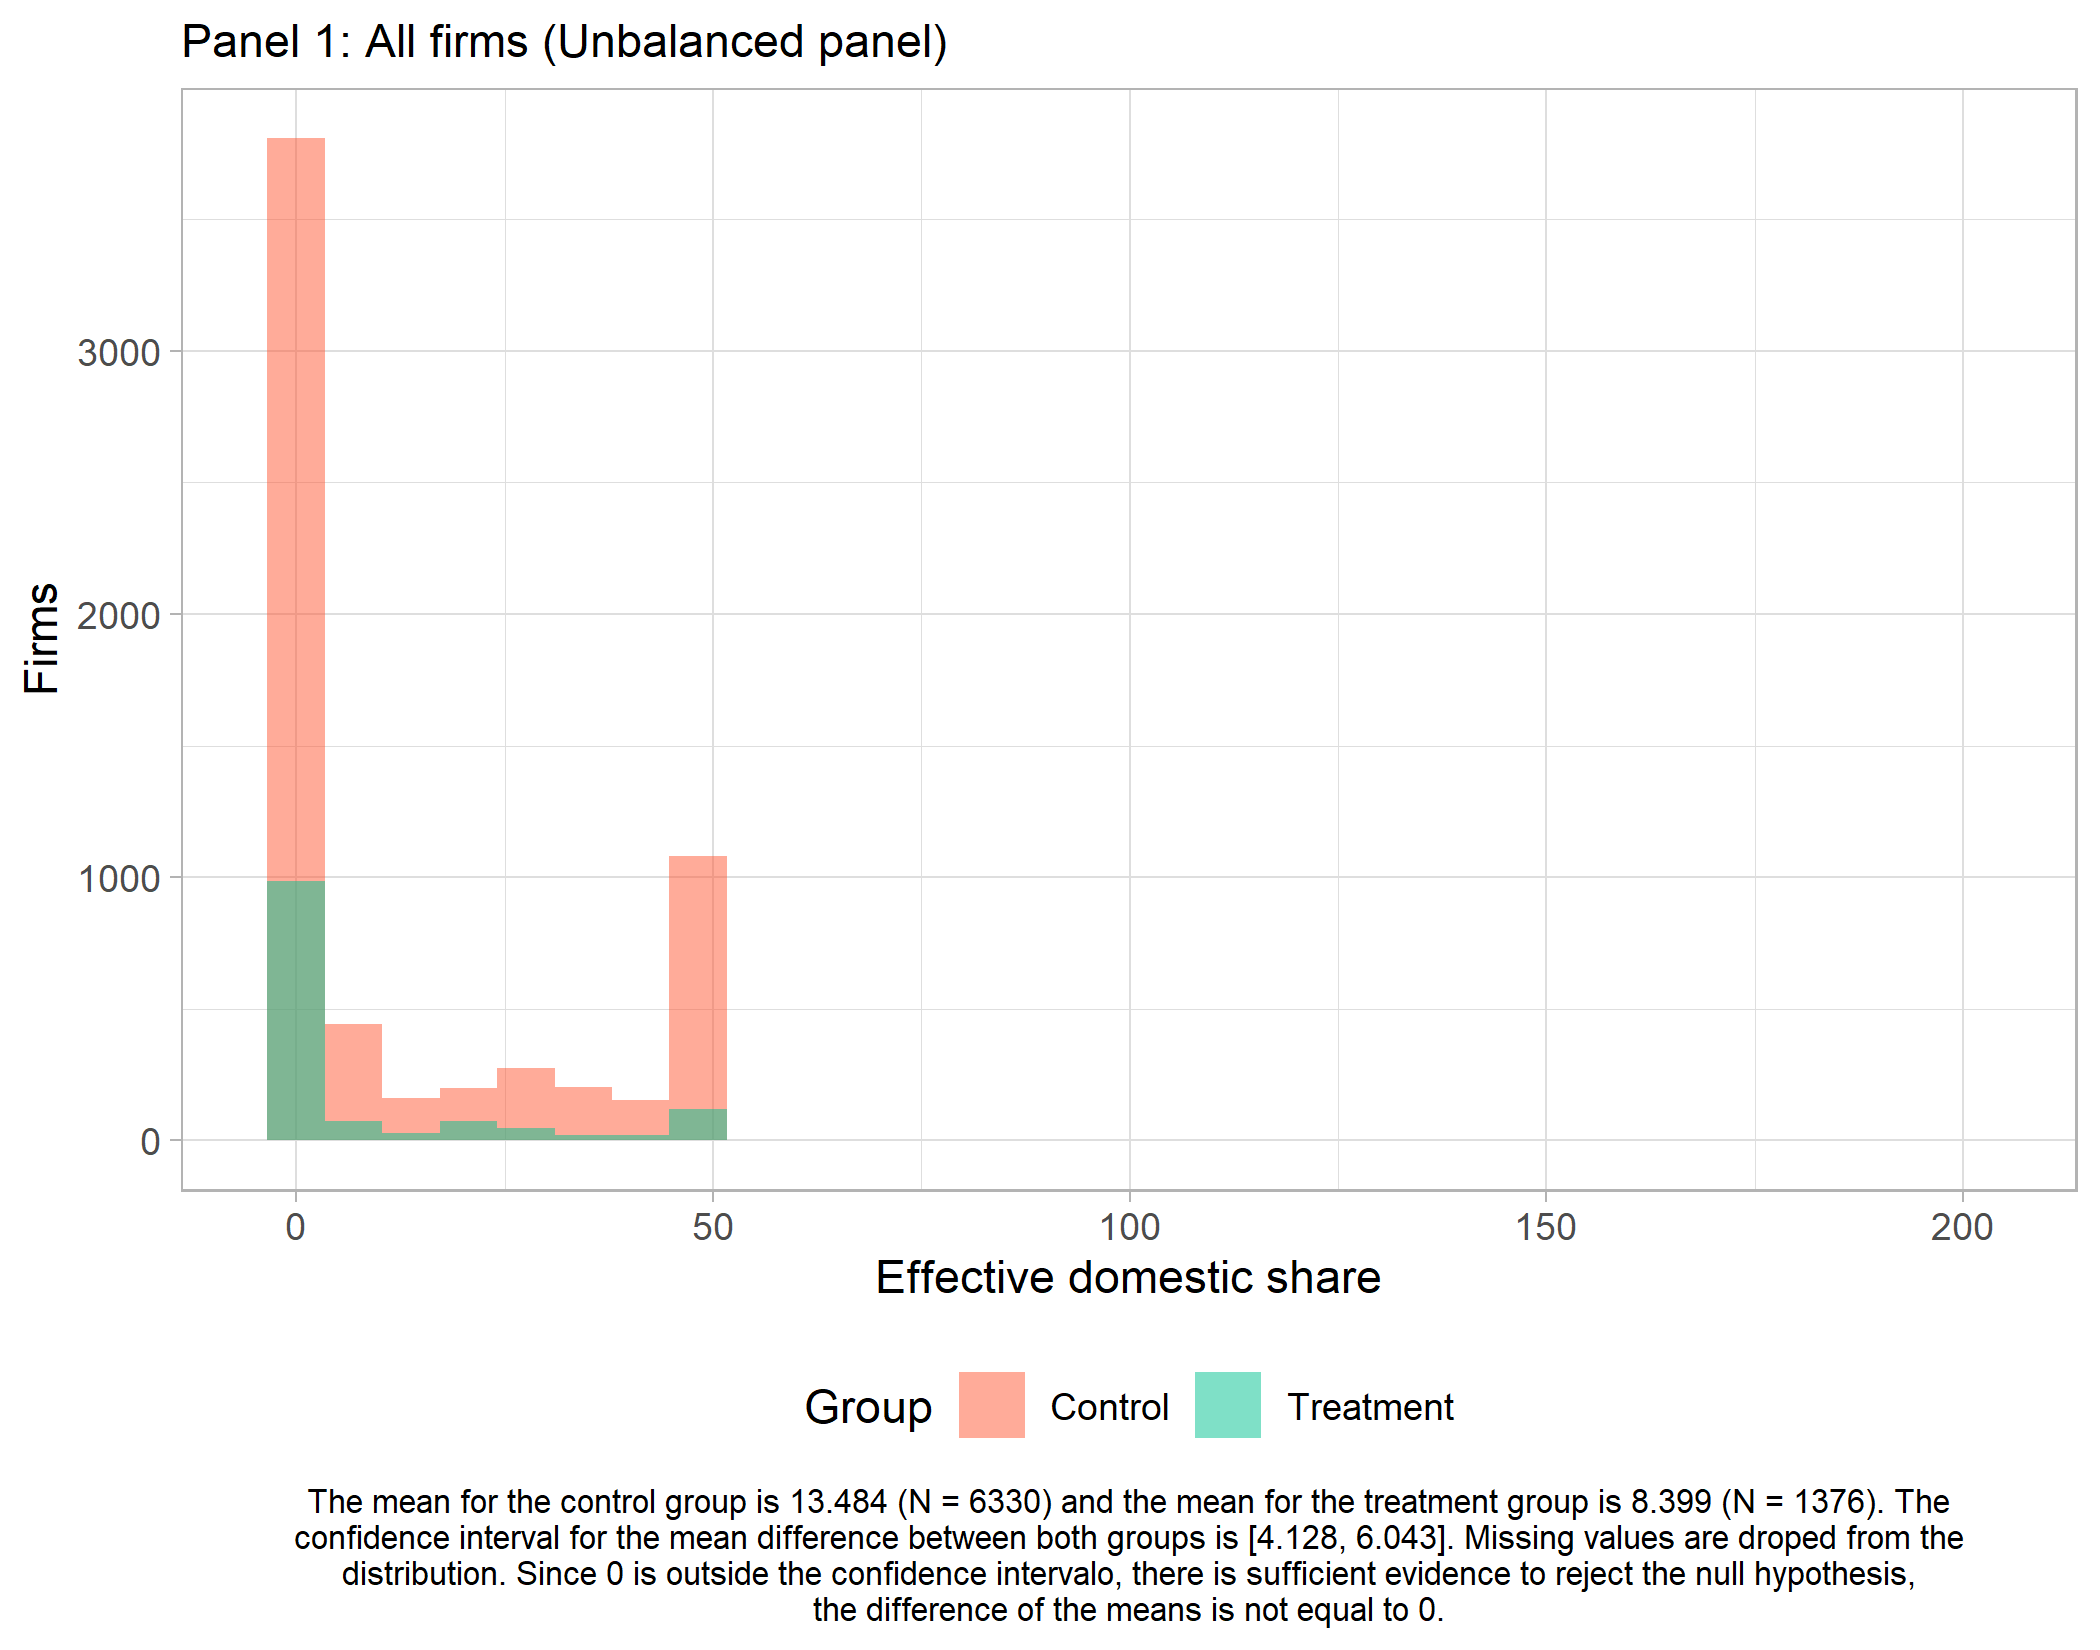 Panel 1: All firms (Unbalanced panel)
Firms
3000
2000
1000
0
0 50 100 150 200
Effective domestic share
Group Control Treatment
The mean for the control group is 13.484 (N = 6330) and the mean for the treatment group is 8.399 (N = 1376). The
confidence interval for the mean difference between both groups is [4.128, 6.043]. Missing values are droped from the
distribution. Since 0 is outside the confidence intervalo, there is sufficient evidence to reject the null hypothesis,
the difference of the means is not equal to 0.